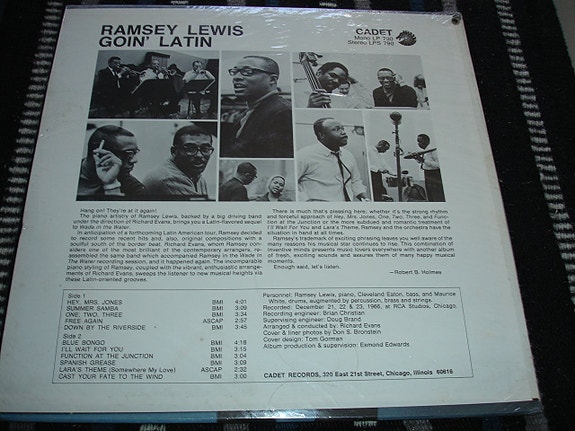 RAMSEY LEWIS
GOIN' LATIN
CADET
Mono LP 790
Stereo LPS 790
Hang on! They're at it again!
The piano artistry of Ramsey Lewis, backed by a big driving band
under the direction of Richard Evans, brings you a Latin-flavored sequel
to Wade in the Water.
In anticipation of a forthcoming Latin American tour, Ramsey decided
to record some songs this and, also, original compositions with a
soulful south of the border beat. Richard Evans, whom Ramsey con-
siders one of the most brilliant of the contemporary arrangers, re-
assembled the same band which accompanied Ramsey in the Wade in
The Water recording session, and it happened again. The incomparable
piano styling of Ramsey, coupled with the vibrant, enthusiastic arrange-
ments of Richard Evans, sweeps the listener to new musical heights via
these Latin-oriented grooves.
There is much that's pleasing here; whether it's the strong rhythm
and forceful approach of Hey, Mrs. Jones, One, Two, Three, and Func-
tion at the Junction or the more subdued and romantic treatment of
I'll Wait For You and Lara's Theme, Ramsey and the orchestra have the
situation in hand at all times.
Ramsey's trademark of exciting phrasing leaves you well aware of the
many reasons his musical star continues to rise. This combination of
inventive minds presents music lovers everywhere with another album
of fresh, exciting sounds and assures them of many happy musical
moments.
Enough said, let's listen.
—Robert B. Holmes
Side 1
HEY, MRS. JONES BMI 4:01
SUMMER SAMBA BMI 3:09
ONE, TWO, THREE BMI 3:34
FREE AGAIN ASCAP 2:57
DOWN BY THE RIVERSIDE BMI 3:45
Side 2
BLUE BONGO BMI 4:18
I'LL WAIT FOR YOU BMI 3:15
FUNCTION AT THE JUNCTION BMI 3:04
SPANISH GREASE BMI 3:09
LARA'S THEME (Somewhere My Love) ASCAP 2:32
CAST YOUR FATE TO THE WIND BMI 3:00
Personnel: Ramsey Lewis, piano, Cleveland Eaton, bass, and Maurice
White, drums, augmented by percussion, brass and strings.
Recorded: December 21, 22 & 23, 1966, at RCA Studios, Chicago.
Recording engineer: Brian Christian
Supervising engineer: Doug Brand
Arranged & conducted by: Richard Evans
Cover & liner photos by Don S. Bronstein
Cover design: Tom Gorman
Album production & supervision: Esmond Edwards
CADET RECORDS, 320 East 21st Street, Chicago, Illinois 60616